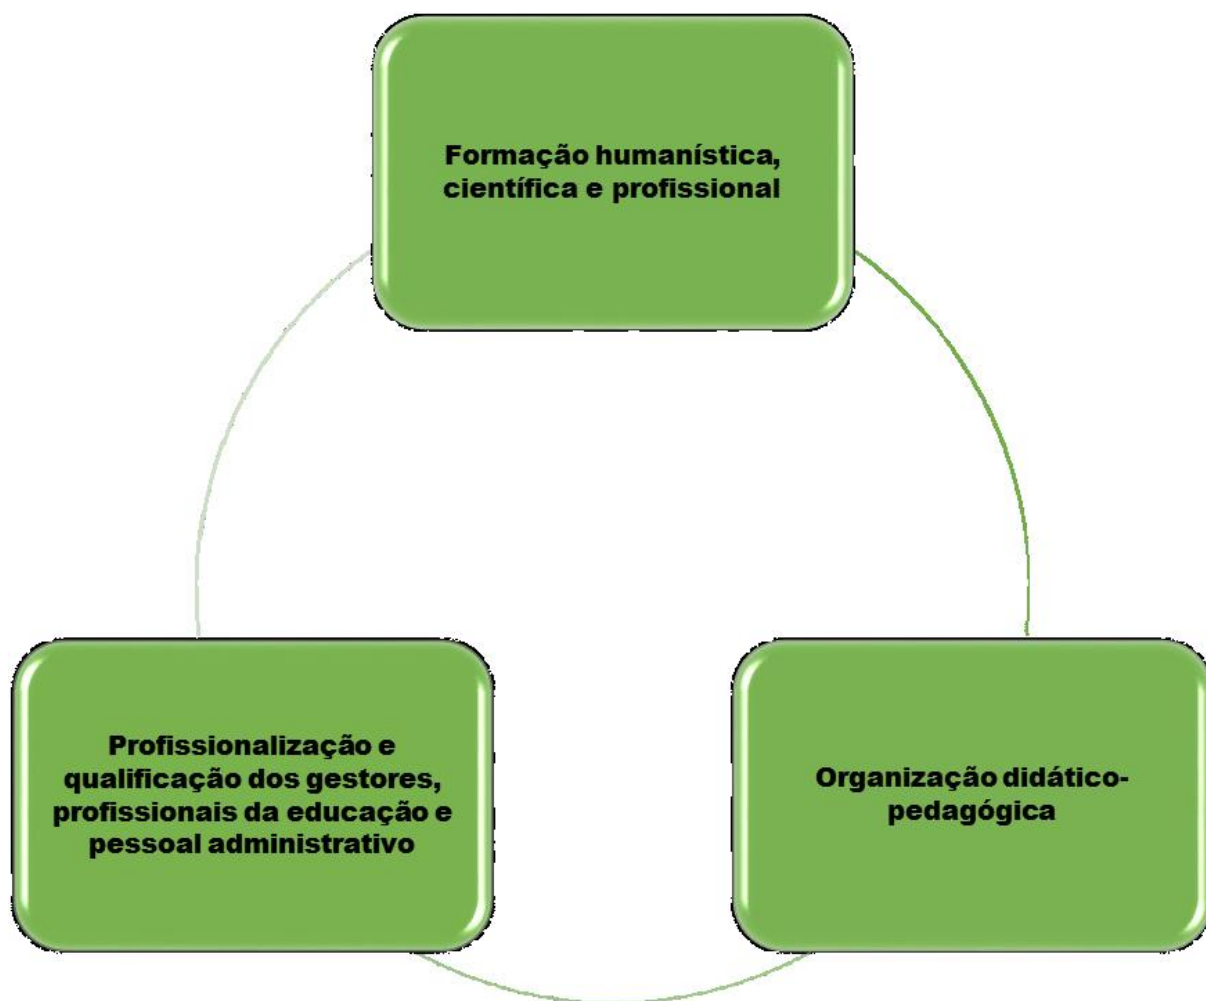 Formação humanística,
científica e profissional
Profissionalização e
qualificação dos gestores,
profissionais da educação e
pessoal administrativo
Organização didático-
pedagógica